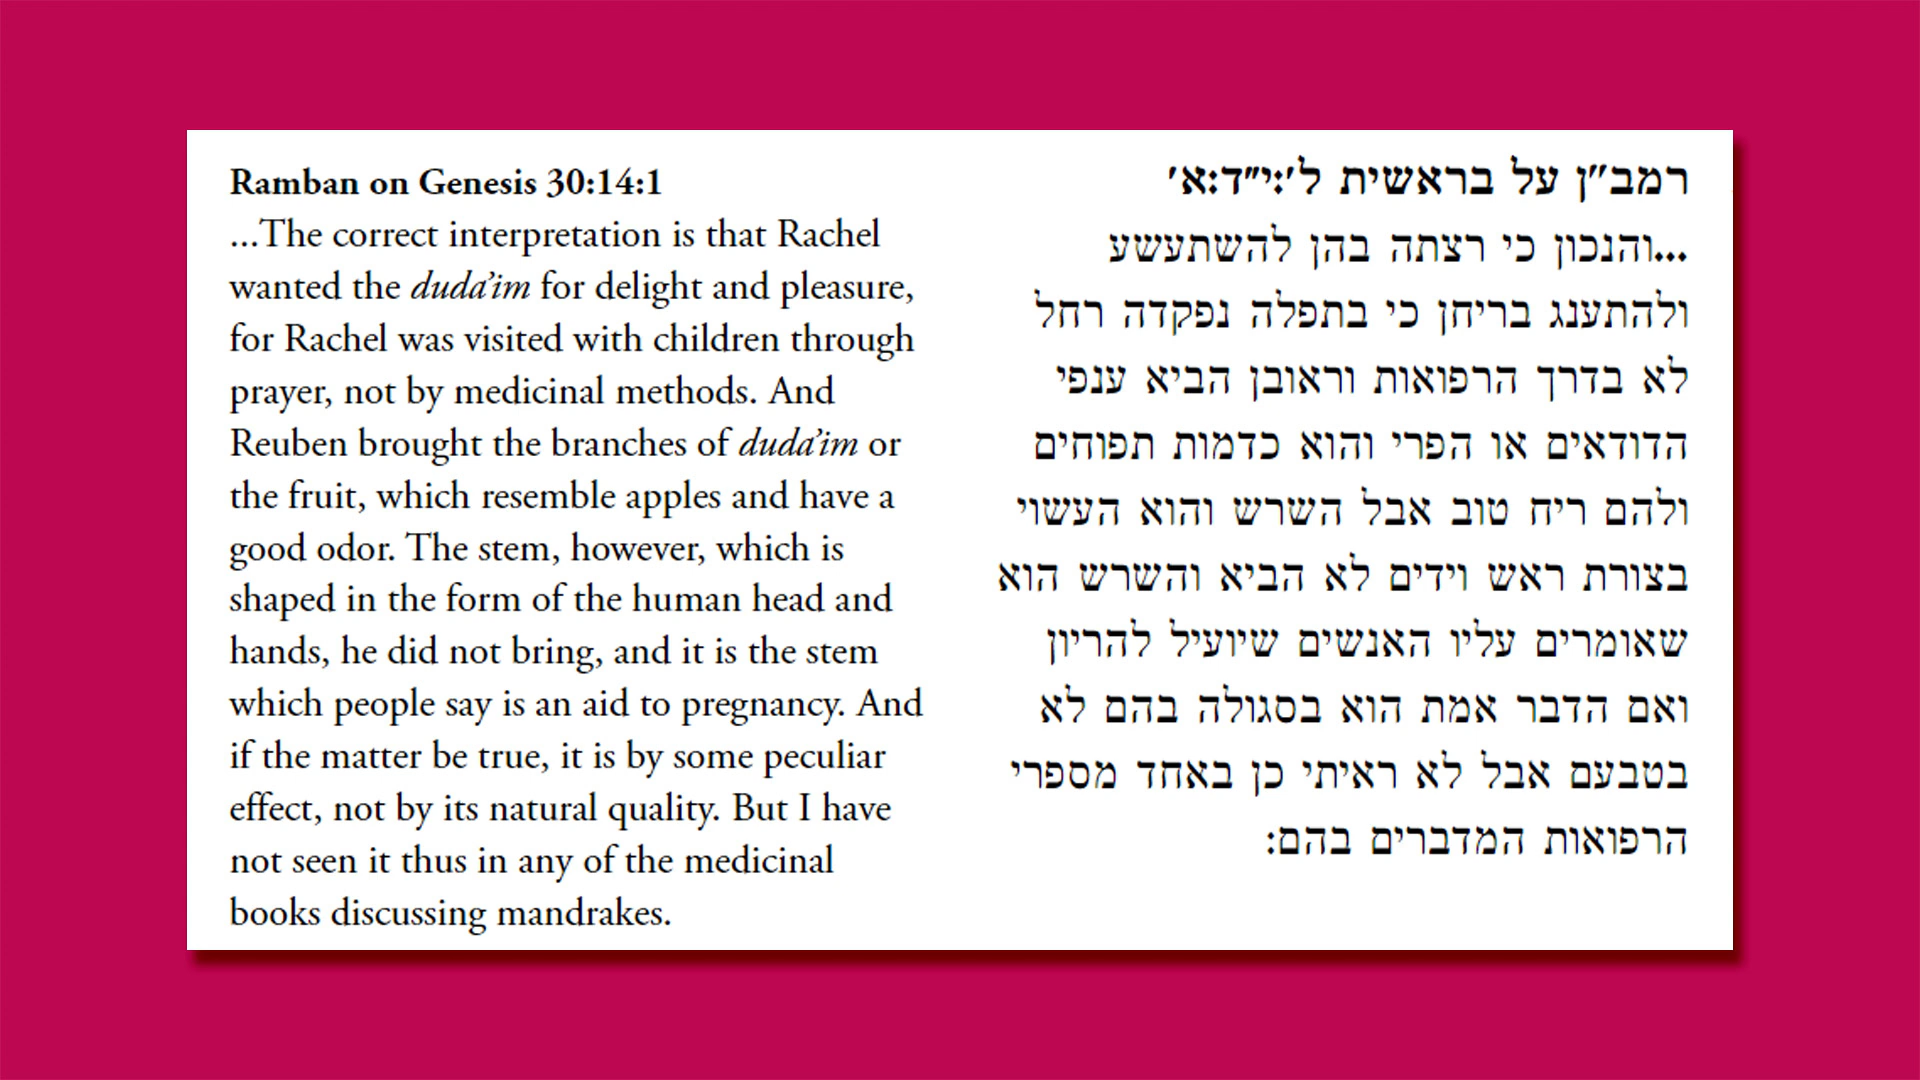 Ramban on Genesis 30:14:1
...The correct interpretation is that Rachel
wanted the duda’im for delight and pleasure,
for Rachel was visited with children through
prayer, not by medicinal methods. And
Reuben brought the branches of duda’im or
the fruit, which resemble apples and have a
good odor. The stem, however, which is
shaped in the form of the human head and
hands, he did not bring, and it is the stem
which people say is an aid to pregnancy. And
if the matter be true, it is by some peculiar
effect, not by its natural quality. But I have
not seen it thus in any of the medicinal
books discussing mandrakes.
רמב״ן על בראשית ל׳:י״ד:א׳
...והנכון כי רצתה בהן להשתעשע
ולהתענג בריחן כי בתפלה נפקדה רחל
לא בדרך הרפואות וראובן הביא ענפי
הדודאים או הפרי והוא כדמות תפוחים
ולהם ריח טוב אבל השרש והוא העשוי
בצורת ראש וידים לא הביא והשרש הוא
שאומרים עליו האנשים שיועיל להריון
ואם הדבר אמת הוא בסגולה בהם לא
בטבעם אבל לא ראיתי כן באחד מספרי
הרפואות המדברים בהם: